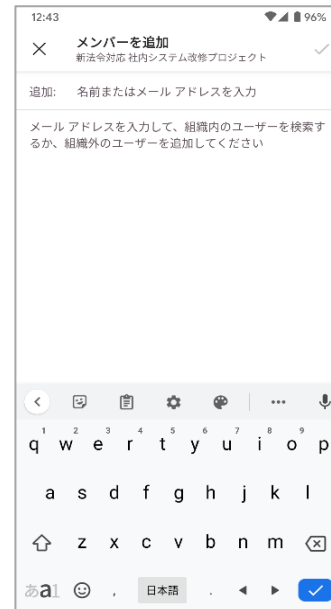 12:43
96%
メンバーを追加
新法令対応 社内システム改修プロジェクト
追加: 名前またはメール アドレスを入力
メール アドレスを入力して、組織内のユーザーを検索す
るか、組織外のユーザーを追加してください
1 2 3 4 5 6 7 8 9
q w e r t y u i o p
a s d f g h j k l
z x c v b n m
あa1 , 日本語 .